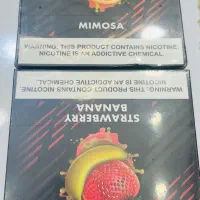 MIMOSA
WARNING: THIS PRODUCT CONTAINS NICOTINE.
NICOTINE IS AN ADDICTIVE CHEMICAL.
WARNING: THIS PRODUCT CONTAINS NICOTINE.
NICOTINE IS AN ADDICTIVE CHEMICAL.
STRAWBERRY
BANANA